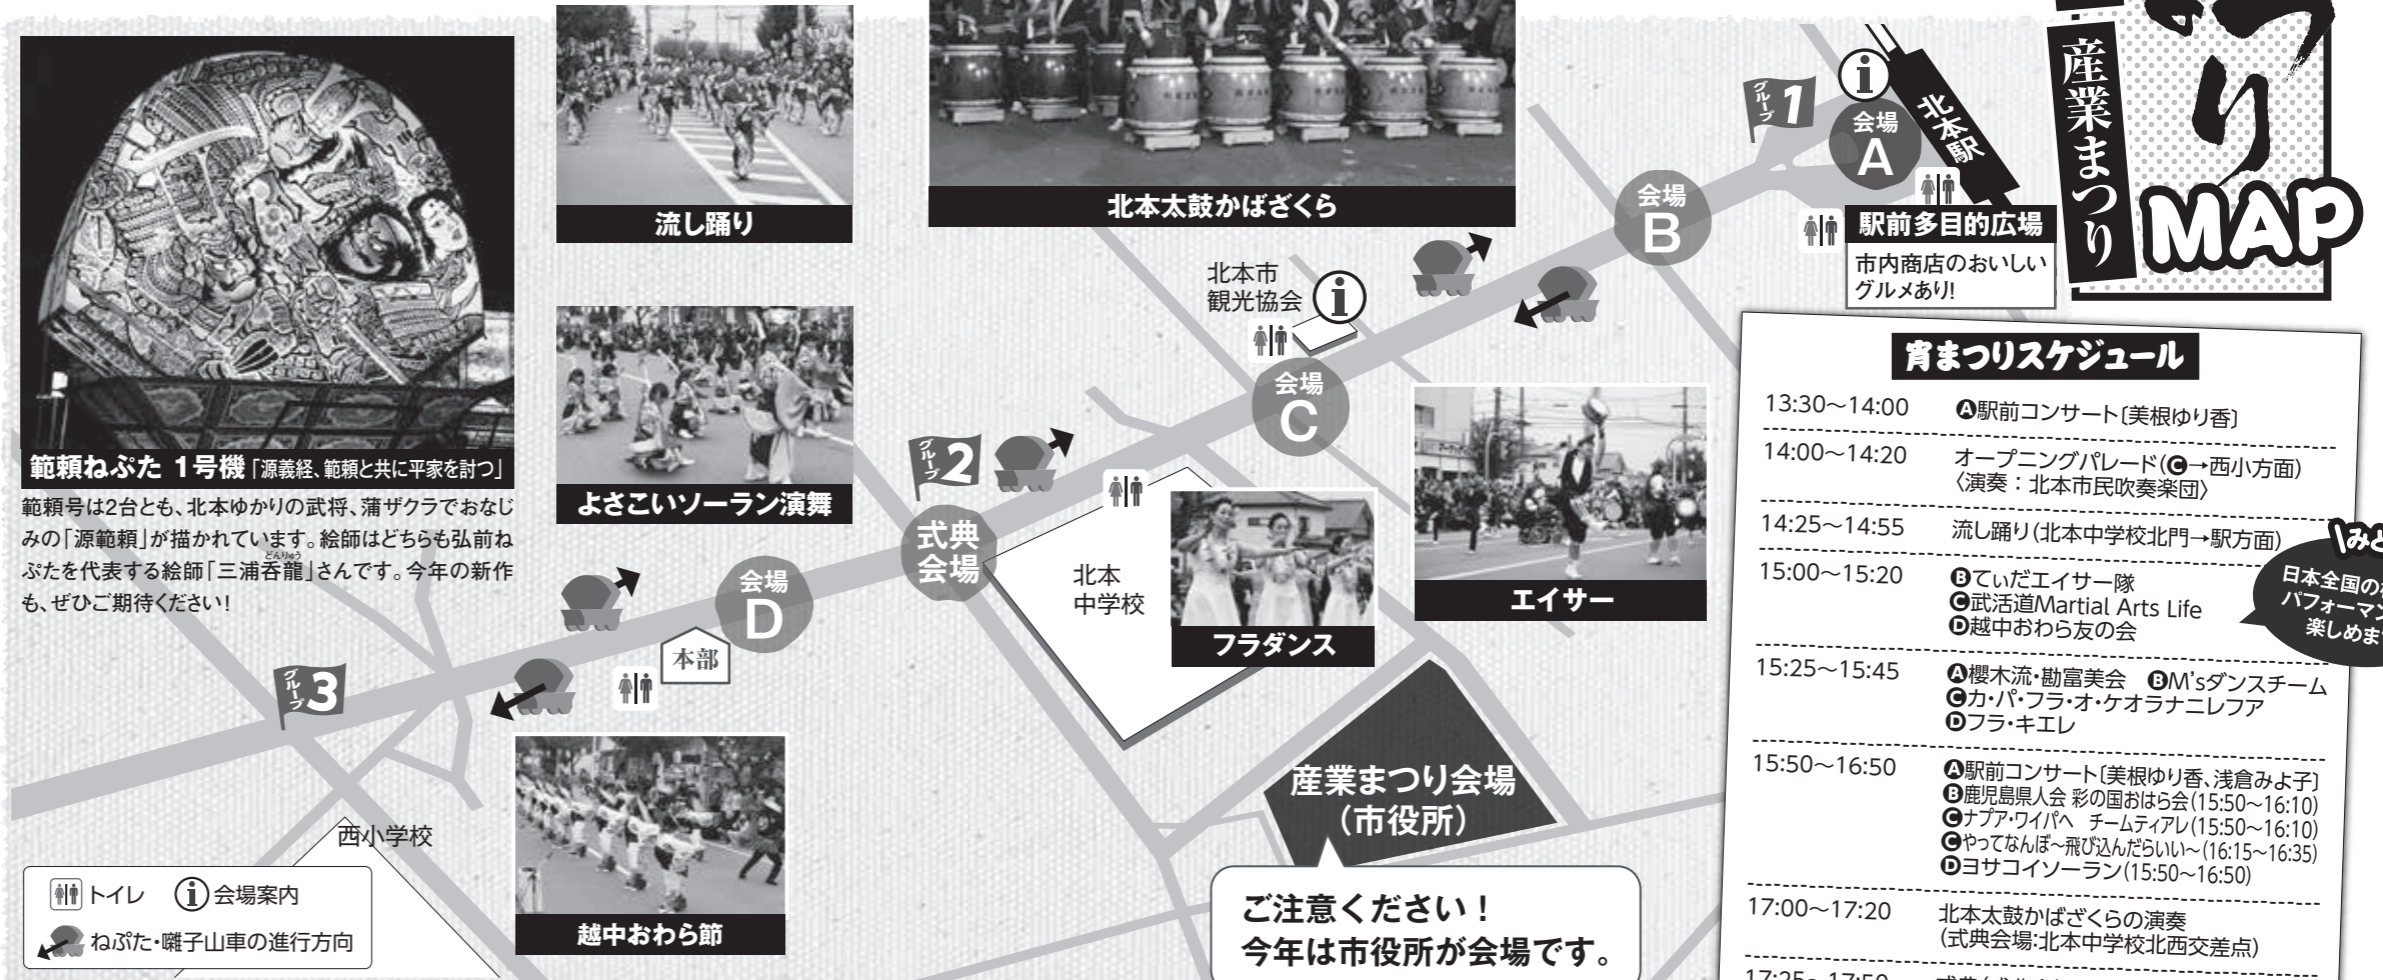 流し踊り
北本太鼓かばざくら
よさこいソーラン演舞
範頼ねぷた 1号機「源義経、範頼と共に平家を討つ」
範頼号は2台とも、北本ゆかりの武将、蒲ザクラでおなじ
みの「源範頼」が描かれています。絵師はどちらも弘前ね
ぷたを代表する絵師「三浦呑龍」さんです。今年の新作
どんりゅう
も、ぜひご期待ください!
産業まつり
り
MAP
グループ1
会場
A
北本駅
会場
B
駅前多目的広場
市内商店のおいしい
グルメあり!
北本市
観光協会
会場
C
グループ2
式典
会場
会場
D
本部
グループ3
北本
中学校
フラダンス
エイサー
越中おわら節
西小学校
産業まつり会場
(市役所)
ご注意ください!
今年は市役所が会場です。
トイレ
会場案内
ねぷた・囃子山車の進行方向
宵まつりスケジュール
13:30〜14:00 Ⓐ駅前コンサート〔美根ゆり香〕
14:00〜14:20 オープニングパレード(Ⓒ→西小方面)
〈演奏:北本市民吹奏楽団〉
14:25〜14:55 流し踊り(北本中学校北門→駅方面)
15:00〜15:20 Ⓑてぃだエイサー隊
Ⓒ武活道Martial Arts Life
Ⓓ越中おわら友の会
15:25〜15:45 Ⓐ櫻木流・勘富美会 ⒷM'sダンスチーム
Ⓒカ・パ・フラ・オ・ケオラナニレフア
Ⓓフラ・キエレ
15:50〜16:50 Ⓐ駅前コンサート〔美根ゆり香、浅倉みよ子〕
Ⓑ鹿児島県人会 彩の国おはら会(15:50〜16:10)
Ⓒナプア・ワイパヘ チームティアレ(15:50〜16:10)
Ⓒやってなんぼ〜飛び込んだらいい〜(16:15〜16:35)
Ⓓヨサコイソーラン(15:50〜16:50)
17:00〜17:20 北本太鼓かばざくらの演奏
(式典会場:北本中学校北西交差点)
17:25〜17:50
みど
日本全国の
パフォーマン
楽しめま